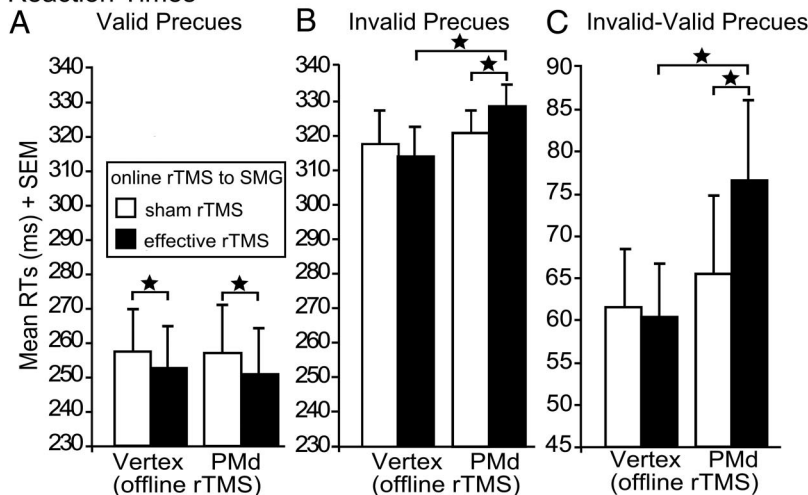 Reaction Times
A Valid Precues
Mean RTs (ms) + SEM
340
330
320
310
300
290
280
270
260
250
240
230
online rTMS to SMG
sham rTMS
effective rTMS
Vertex PMd
(offline rTMS)
B Invalid Precues
340
330
320
310
300
290
280
270
260
250
240
230
Vertex PMd
(offline rTMS)
C Invalid-Valid Precues
90
85
80
75
70
65
60
55
50
45
Vertex PMd
(offline rTMS)